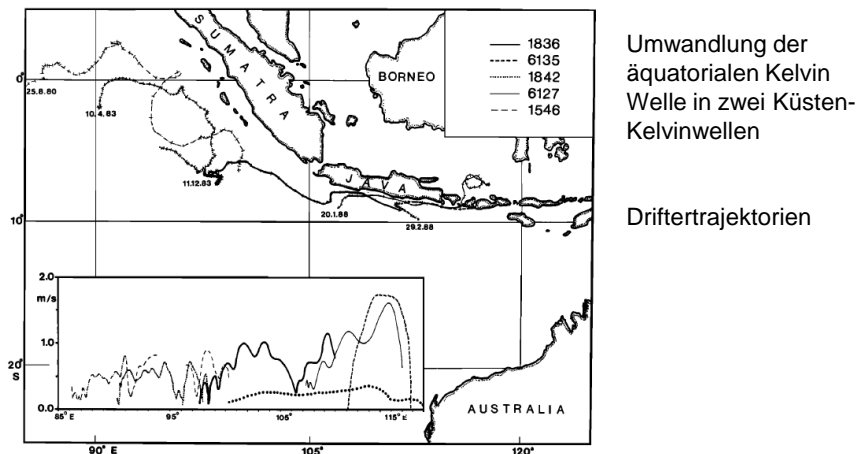 SUMATRA
BORNEO
JAVA
AUSTRALIA
1836
6135
1842
6127
1546
0°
25.8.80
10.4.83
11.12.83
20.1.88
29.2.88
10°
20°
S
2.0
m/s
1.0
0.0
85°E
95°
105°
115°E
90° E
105°
120°
Umwandlung der
äquatorialen Kelvin
Welle in zwei Küsten-
Kelvinwellen
Driftertrajektorien